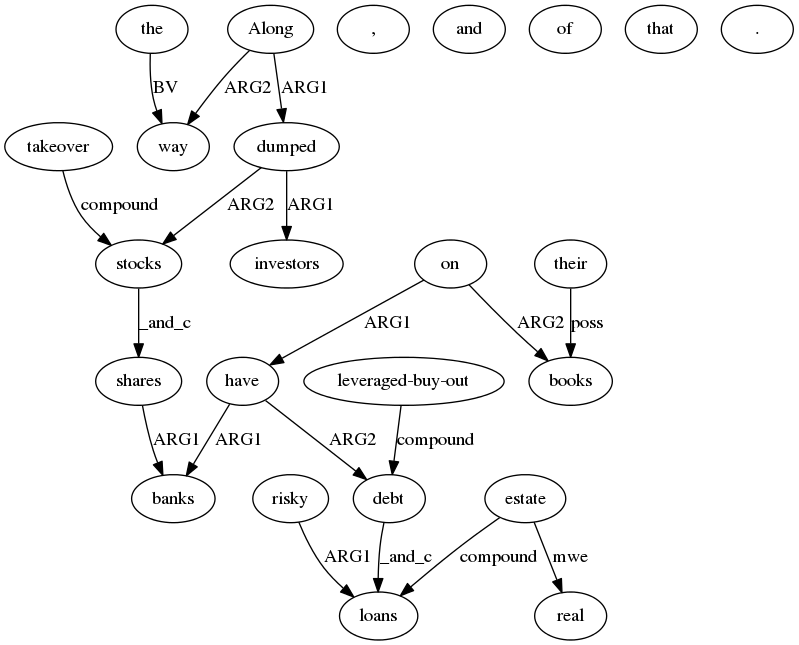 the Along , and of that .
BV ARG2 ARG1
takeover way dumped
compound ARG2 ARG1
stocks investors on their
_and_c ARG1 ARG2 poss
shares have leveraged-buy-out books
ARG1 ARG1 ARG2 compound
banks risky debt estate
ARG1 _and_c compound mwe
loans real